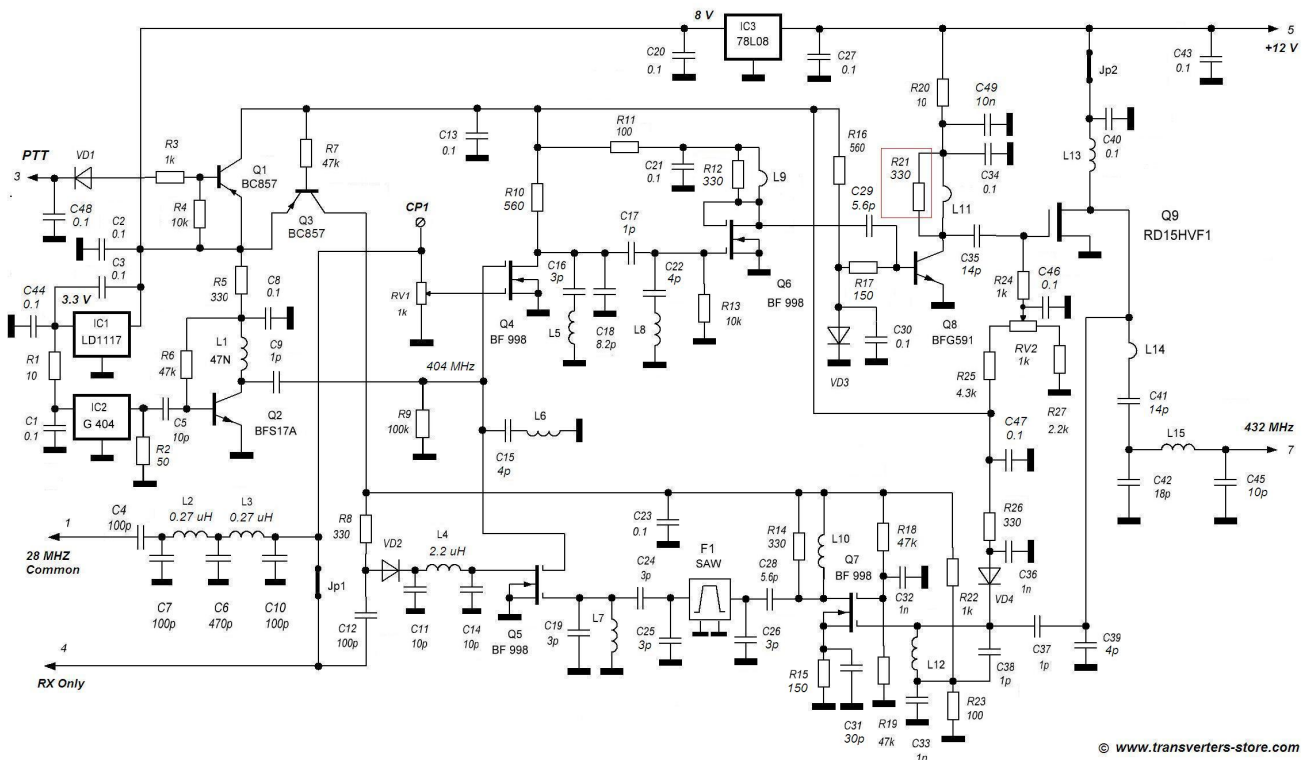 8 V
IC3
78L08
5
+12 V
C20
0.1
C27
0.1
C43
0.1
Jp2
R20
10
C49
10n
C40
0.1
R3
1k
PTT
VD1
3
Q1
BC857
R7
47k
C13
0.1
R11
100
C21
0.1
R12
330
L9
R16
560
R21
330
C34
0.1
L13
C48
0.1
R4
10k
Q3
BC857
R10
560
C29
5.6p
L11
C2
0.1
C3
0.1
CP1
C17
1p
Q9
RD15HVF1
C44
0.1
3.3 V
R5
330
C8
0.1
RV1
1k
Q4
BF 998
C16
3p
C22
4p
Q6
BF 998
R17
150
C35
14p
R24
1k
C46
0.1
IC1
LD1117
L1
47N
C9
1p
L5
C18
8.2p
L8
R13
10k
C30
0.1
Q8
BFG591
RV2
1k
R1
10
R6
47k
404 MHz
VD3
R25
4.3k
L14
IC2
G 404
C1
0.1
C5
10p
Q2
BFS17A
R9
100k
L6
R27
2.2k
C41
14p
R2
50
C15
4p
C47
0.1
L15
432 MHz
7
C4
100p
L2
0.27 uH
L3
0.27 uH
C42
18p
C45
10p
1
28 MHZ
Common
R8
330
VD2
L4
2.2 uH
C23
0.1
F1
SAW
R14
330
L10
Q7
BF 998
R18
47k
R26
330
C7
100p
C6
470p
C10
100p
Jp1
C24
3p
C28
5.6p
C32
1n
R22
1k
C36
1n
VD4
C12
100p
C11
10p
C14
10p
Q5
BF 998
C19
3p
L7
C25
3p
C26
3p
C37
1p
C39
4p
4
RX Only
R15
150
L12
C38
1p
C31
30p
R19
47k
C33
1n
R23
100
© www.transverters-store.com